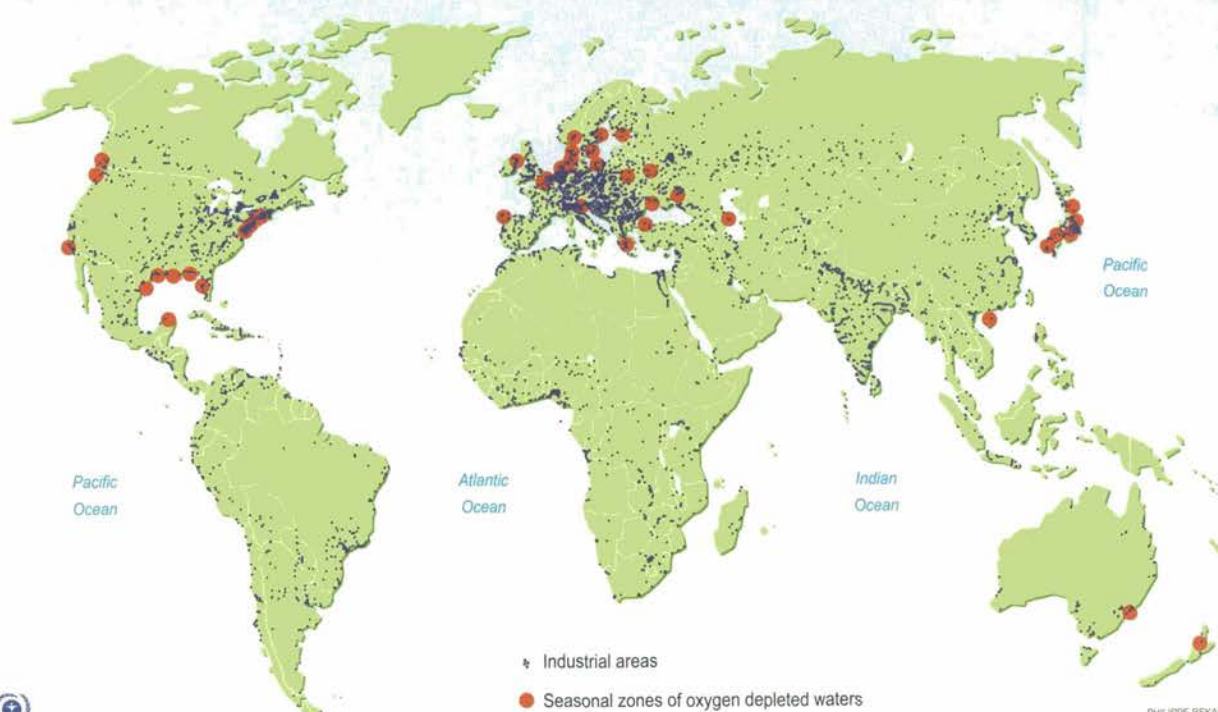 Pacific
Ocean
Pacific
Ocean
Atlantic
Ocean
Indian
Ocean
Industrial areas
Seasonal zones of oxygen depleted waters